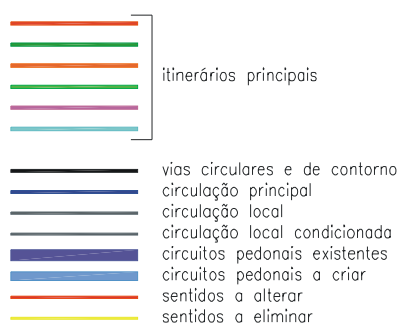 itinerários principais
vias circulares e de contorno
circulação principal
circulação local
circulação local condicionada
circuitos pedonais existentes
circuitos pedonais a criar
sentidos a alterar
sentidos a eliminar